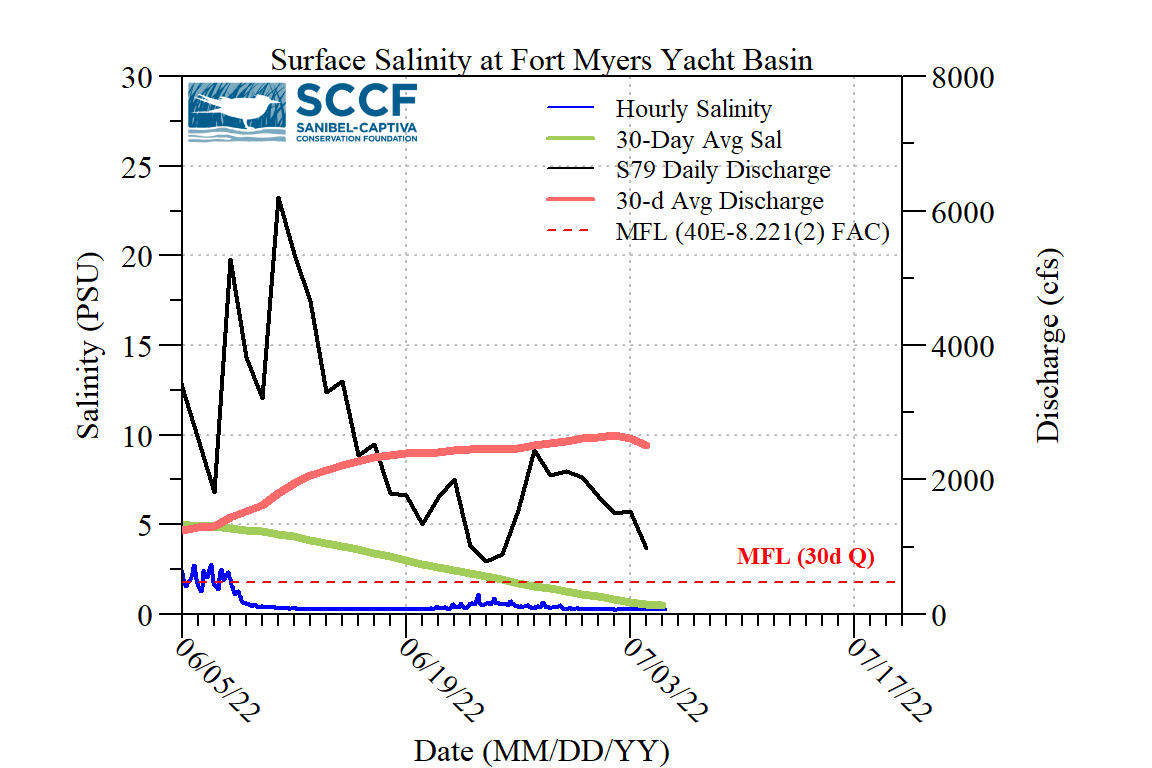 Surface Salinity at Fort Myers Yacht Basin
SCCF
SANIBEL-CAPTIVA
CONSERVATION FOUNDATION
Hourly Salinity
30-Day Avg Sal
S79 Daily Discharge
30-d Avg Discharge
MFL (40E-8.221(2) FAC)
MFL (30d Q)
Salinity (PSU)
30
25
20
15
10
5
0
Discharge (cfs)
8000
6000
4000
2000
0
06/05/22
06/19/22
07/03/22
07/17/22
Date (MM/DD/YY)